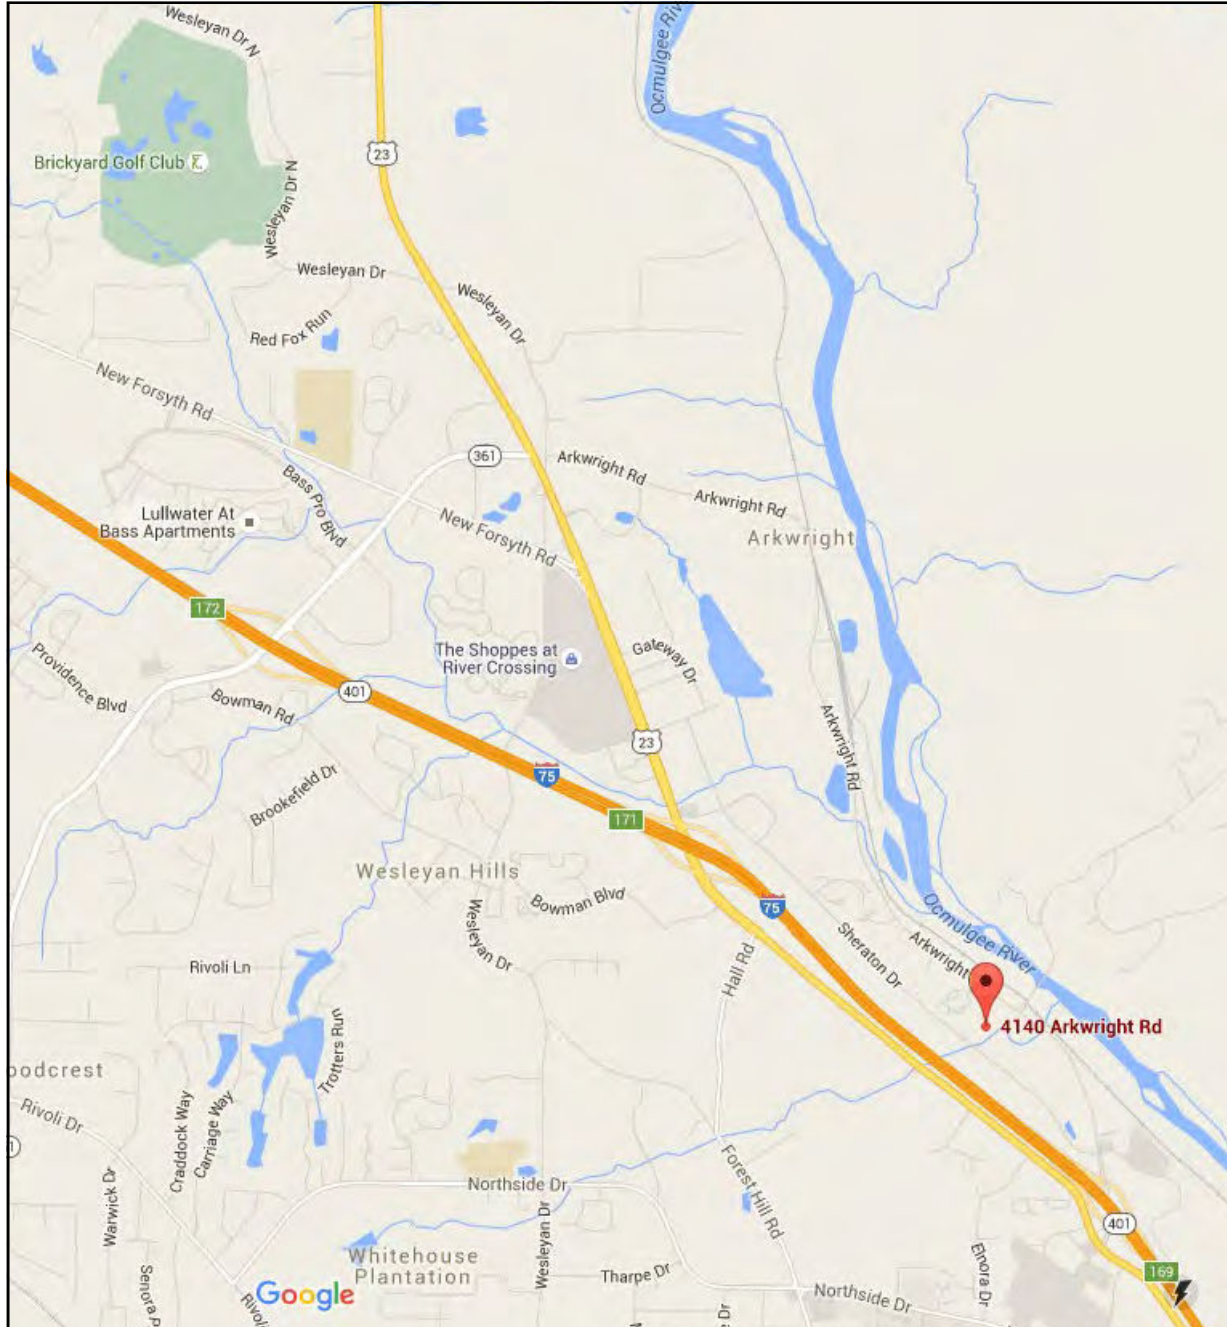 Wesleyan Dr N
Ocmulgee Riv
23
Brickyard Golf Club
Wesleyan Dr N
Wesleyan Dr
Wesleyan Dr
Red Fox Run
New Forsyth Rd
361
Arkwright Rd
Bass Pro Blvd
Arkwright Rd
Lullwater At
Bass Apartments
New Forsyth Rd
Arkwright
172
The Shoppes at
River Crossing
Gateway Dr
Providence Blvd
401
Bowman Rd
23
Arkwright Rd
75
Brookefield Dr
171
Wesleyan Hills
Bowman Blvd
75
Wesleyan Dr
Hall Rd
Sheraton Dr
Arkwright
Ocmulgee River
Rivoli Ln
4140 Arkwright Rd
Trotters Run
oodcrest
Rivoli Dr
Craddock Way
Carriage Way
1
Warwick Dr
Northside Dr
Forest Hill Rd
Wesleyan Dr
401
Whitehouse
Plantation
Elnora Dr
Tharpe Dr
169
Senora P
Google
Rivo
Northside Dr
e Dr